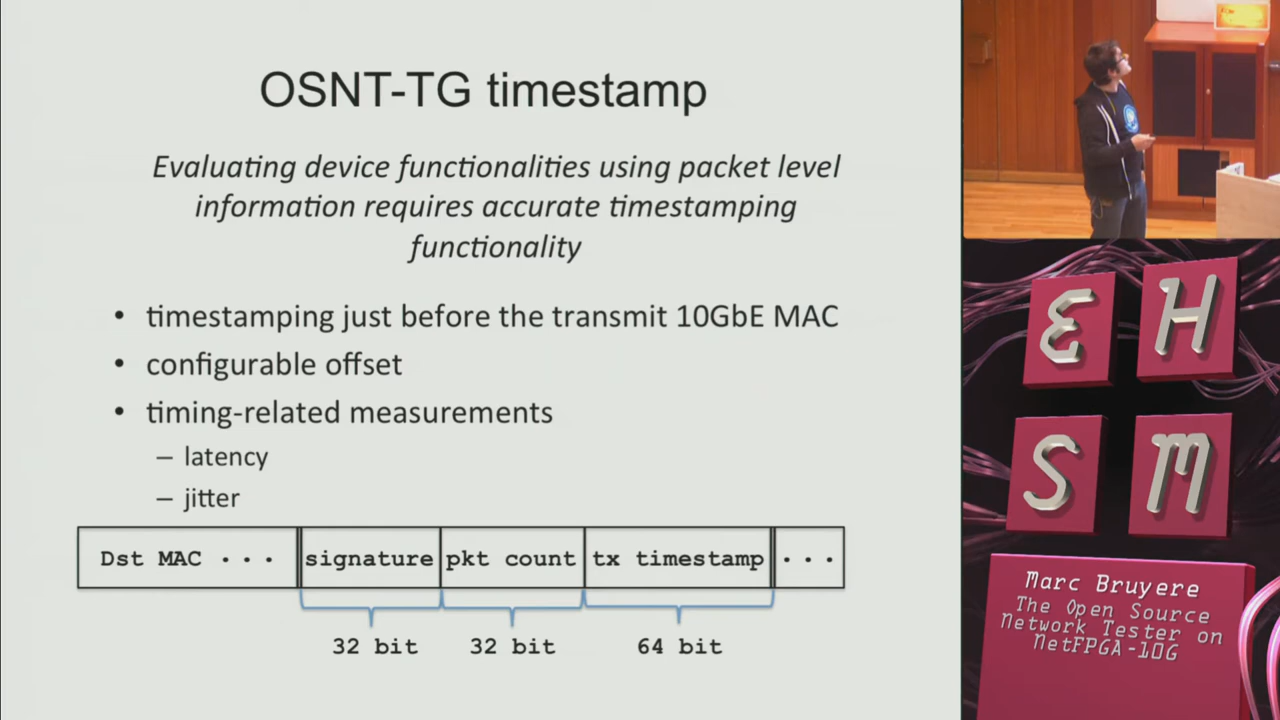 OSNT-TG timestamp
Evaluating device functionalities using packet level
information requires accurate timestamping
functionality
• timestamping just before the transmit 10GbE MAC
• configurable offset
• timing-related measurements
– latency
– jitter
Dst MAC ··· signature pkt count tx timestamp ···
32 bit 32 bit 64 bit
E H
S M
Marc Bruyere
The Open Source
Network Tester on
NetFPGA-10G